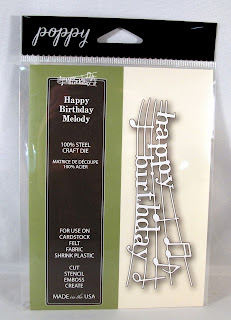 poppy
Happy
Birthday
Melody
100% STEEL
CRAFT DIE
MATRICE DE DÉCOUPE
100% ACIER
FOR USE ON
CARDSTOCK
FELT
FABRIC
SHRINK PLASTIC
CUT
STENCIL
EMBOSS
CREATE
MADE in the USA
happy
birthday